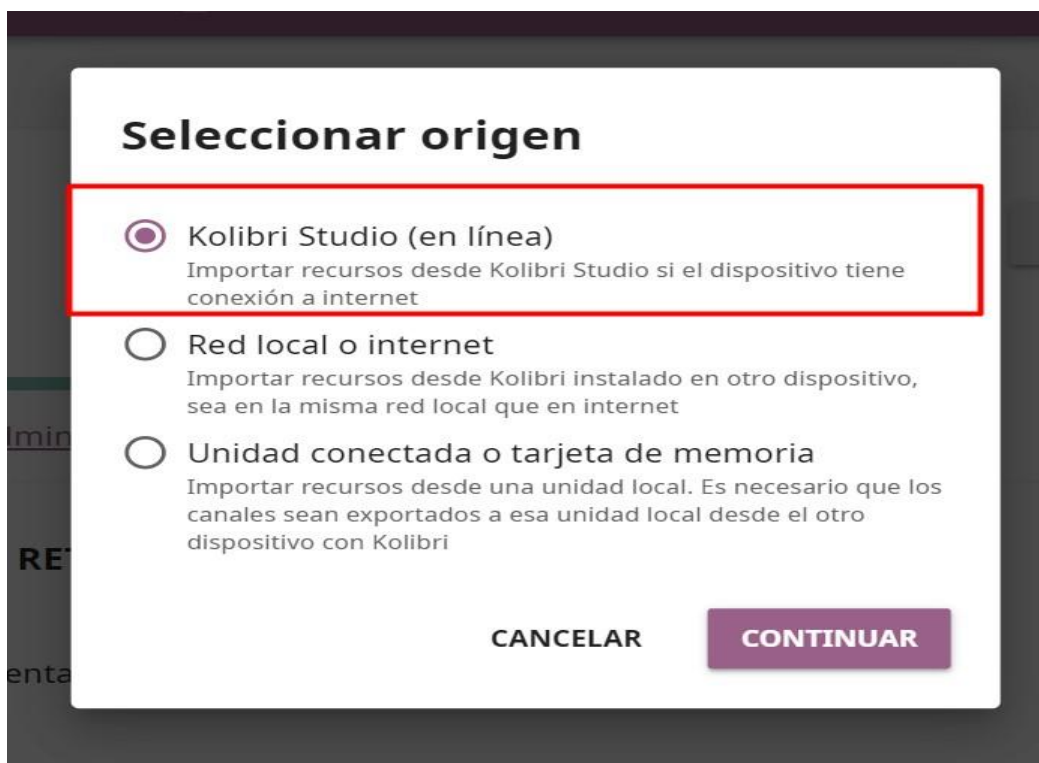 Seleccionar origen
Kolibri Studio (en línea)
Importar recursos desde Kolibri Studio si el dispositivo tiene
conexión a internet
Red local o internet
Importar recursos desde Kolibri instalado en otro dispositivo,
sea en la misma red local que en internet
Unidad conectada o tarjeta de memoria
Importar recursos desde una unidad local. Es necesario que los
canales sean exportados a esa unidad local desde el otro
dispositivo con Kolibri
CANCELAR CONTINUAR